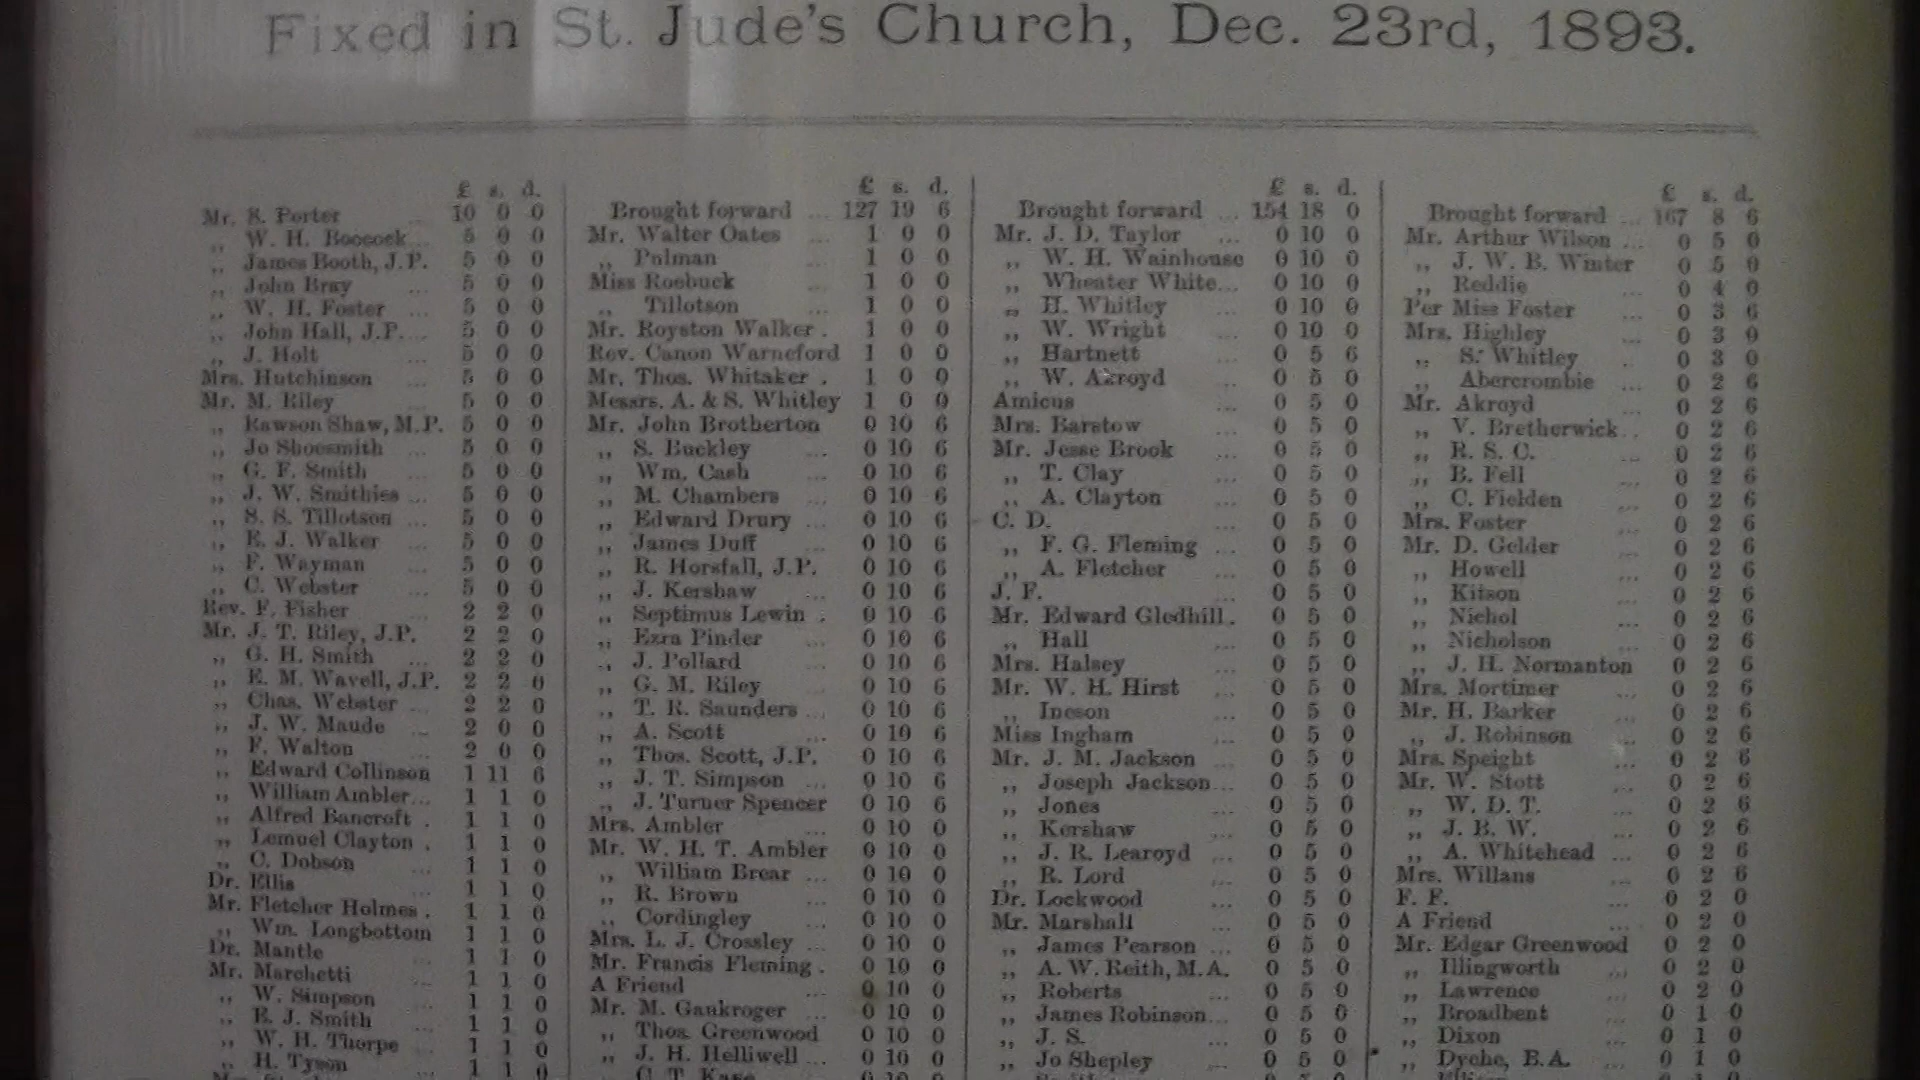 Fixed in St. Jude's Church, Dec. 23rd, 1893.
£ s. d.
Mr. S. Porter 10 0 0
„ W. H. Boocock ... 5 0 0
„ James Booth, J.P. 5 0 0
„ John Bray ... 5 0 0
„ W. H. Foster ... 5 0 0
„ John Hall, J.P. ... 5 0 0
„ J. Holt ... 5 0 0
Mrs. Hutchinson ... 5 0 0
Mr. M. Riley ... 5 0 0
„ Rawson Shaw, M.P. 5 0 0
„ Jo Shoesmith ... 5 0 0
„ G. F. Smith ... 5 0 0
„ J. W. Smithies ... 5 0 0
„ S. S. Tillotson ... 5 0 0
„ E. J. Walker ... 5 0 0
„ F. Wayman ... 5 0 0
„ C. Webster ... 5 0 0
Rev. F. Fisher ... 2 2 0
Mr. J. T. Riley, J.P. 2 2 0
„ G. H. Smith ... 2 2 0
„ E. M. Wavell, J.P. 2 2 0
„ Chas. Webster ... 2 2 0
„ J. W. Maude ... 2 0 0
„ F. Walton ... 2 0 0
„ Edward Collinson 1 11 6
„ William Ambler ... 1 1 0
„ Alfred Bancroft . 1 1 0
„ Lemuel Clayton . 1 1 0
„ C. Dobson ... 1 1 0
Dr. Ellis ... 1 1 0
Mr. Fletcher Holmes . 1 1 0
„ Wm. Longbottom 1 1 0
Dr. Mantle ... 1 1 0
Mr. Marchetti ... 1 1 0
„ W. Simpson ... 1 1 0
„ E. J. Smith ... 1 1 0
„ W. H. Thorpe ... 1 1 0
„ H. Tyson ... 1 1 0
£ s. d.
Brought forward ... 127 19 6
Mr. Walter Oates ... 1 0 0
„ Pulman ... 1 0 0
Miss Roebuck ... 1 0 0
„ Tillotson ... 1 0 0
Mr. Royston Walker . 1 0 0
Rev. Canon Warneford 1 0 0
Mr. Thos. Whitaker . 1 0 0
Messrs. A. & S. Whitley 1 0 0
Mr. John Brotherton 0 10 6
„ S. Buckley ... 0 10 6
„ Wm. Cash ... 0 10 6
„ M. Chambers ... 0 10 6
„ Edward Drury ... 0 10 6
„ James Duff ... 0 10 6
„ R. Horsfall, J.P. 0 10 6
„ J. Kershaw ... 0 10 6
„ Septimus Lewin . 0 10 6
„ Ezra Pinder ... 0 10 6
„ J. Pollard ... 0 10 6
„ G. M. Riley ... 0 10 6
„ T. R. Saunders ... 0 10 6
„ A. Scott ... 0 10 6
„ Thos. Scott, J.P. 0 10 6
„ J. T. Simpson ... 0 10 6
„ J. Turner Spencer 0 10 6
Mrs. Ambler ... 0 10 0
Mr. W. H. T. Ambler 0 10 0
„ William Brear ... 0 10 0
„ R. Brown ... 0 10 0
„ Cordingley ... 0 10 0
Mrs. L. J. Crossley ... 0 10 0
Mr. Francis Fleming . 0 10 0
A Friend ... 0 10 0
Mr. M. Gaukroger ... 0 10 0
„ Thos. Greenwood 0 10 0
„ J. H. Helliwell ... 0 10 0
£ s. d.
Brought forward ... 154 18 0
Mr. J. D. Taylor ... 0 10 0
„ W. H. Wainhouse 0 10 0
„ Wheater White... 0 10 0
„ H. Whitley ... 0 10 0
„ W. Wright ... 0 10 0
„ Hartnett ... 0 5 6
„ W. Akroyd ... 0 5 0
Amicus ... 0 5 0
Mrs. Barstow ... 0 5 0
Mr. Jesse Brook ... 0 5 0
„ T. Clay ... 0 5 0
„ A. Clayton ... 0 5 0
C. D. ... 0 5 0
„ F. G. Fleming ... 0 5 0
„ A. Fletcher ... 0 5 0
J. F. ... 0 5 0
Mr. Edward Gledhill . 0 5 0
„ Hall ... 0 5 0
Mrs. Halsey ... 0 5 0
Mr. W. H. Hirst ... 0 5 0
„ Ineson ... 0 5 0
Miss Ingham ... 0 5 0
Mr. J. M. Jackson ... 0 5 0
„ Joseph Jackson... 0 5 0
„ Jones ... 0 5 0
„ Kershaw ... 0 5 0
„ J. R. Learoyd ... 0 5 0
„ R. Lord ... 0 5 0
Dr. Lockwood ... 0 5 0
Mr. Marshall ... 0 5 0
„ James Pearson ... 0 5 0
„ A. W. Reith, M.A. 0 5 0
„ Roberts ... 0 5 0
„ James Robinson... 0 5 0
„ J. S. ... 0 5 0
„ Jo Shepley ... 0 5 0
£ s. d.
Brought forward ... 167 8 6
Mr. Arthur Wilson ... 0 5 0
„ J. W. B. Winter 0 5 0
„ Reddie ... 0 4 0
Per Miss Foster ... 0 3 6
Mrs. Highley ... 0 3 0
„ S. Whitley .. 0 3 0
„ Abercrombie ... 0 2 6
Mr. Akroyd ... 0 2 6
„ V. Bretherwick .. 0 2 6
„ R. S. C. ... 0 2 6
„ B. Fell ... 0 2 6
„ C. Fielden ... 0 2 6
Mrs. Foster ... 0 2 6
Mr. D. Gelder ... 0 2 6
„ Howell ... 0 2 6
„ Kitson ... 0 2 6
„ Nichol ... 0 2 6
„ Nicholson ... 0 2 6
„ J. H. Normanton 0 2 6
Mrs. Mortimer ... 0 2 6
Mr. H. Barker ... 0 2 6
„ J. Robinson ... 0 2 6
Mrs. Speight ... 0 2 6
Mr. W. Stott ... 0 2 6
„ W. D. T. ... 0 2 6
„ J. B. W. ... 0 2 6
„ A. Whitehead ... 0 2 6
Mrs. Willans ... 0 2 6
F. F. ... 0 2 0
A Friend ... 0 2 0
Mr. Edgar Greenwood 0 2 0
„ Illingworth ... 0 2 0
„ Lawrence ... 0 2 0
„ Broadbent ... 0 1 0
„ Dixon ... 0 1 0
„ Dyche, B.A. ... 0 1 0